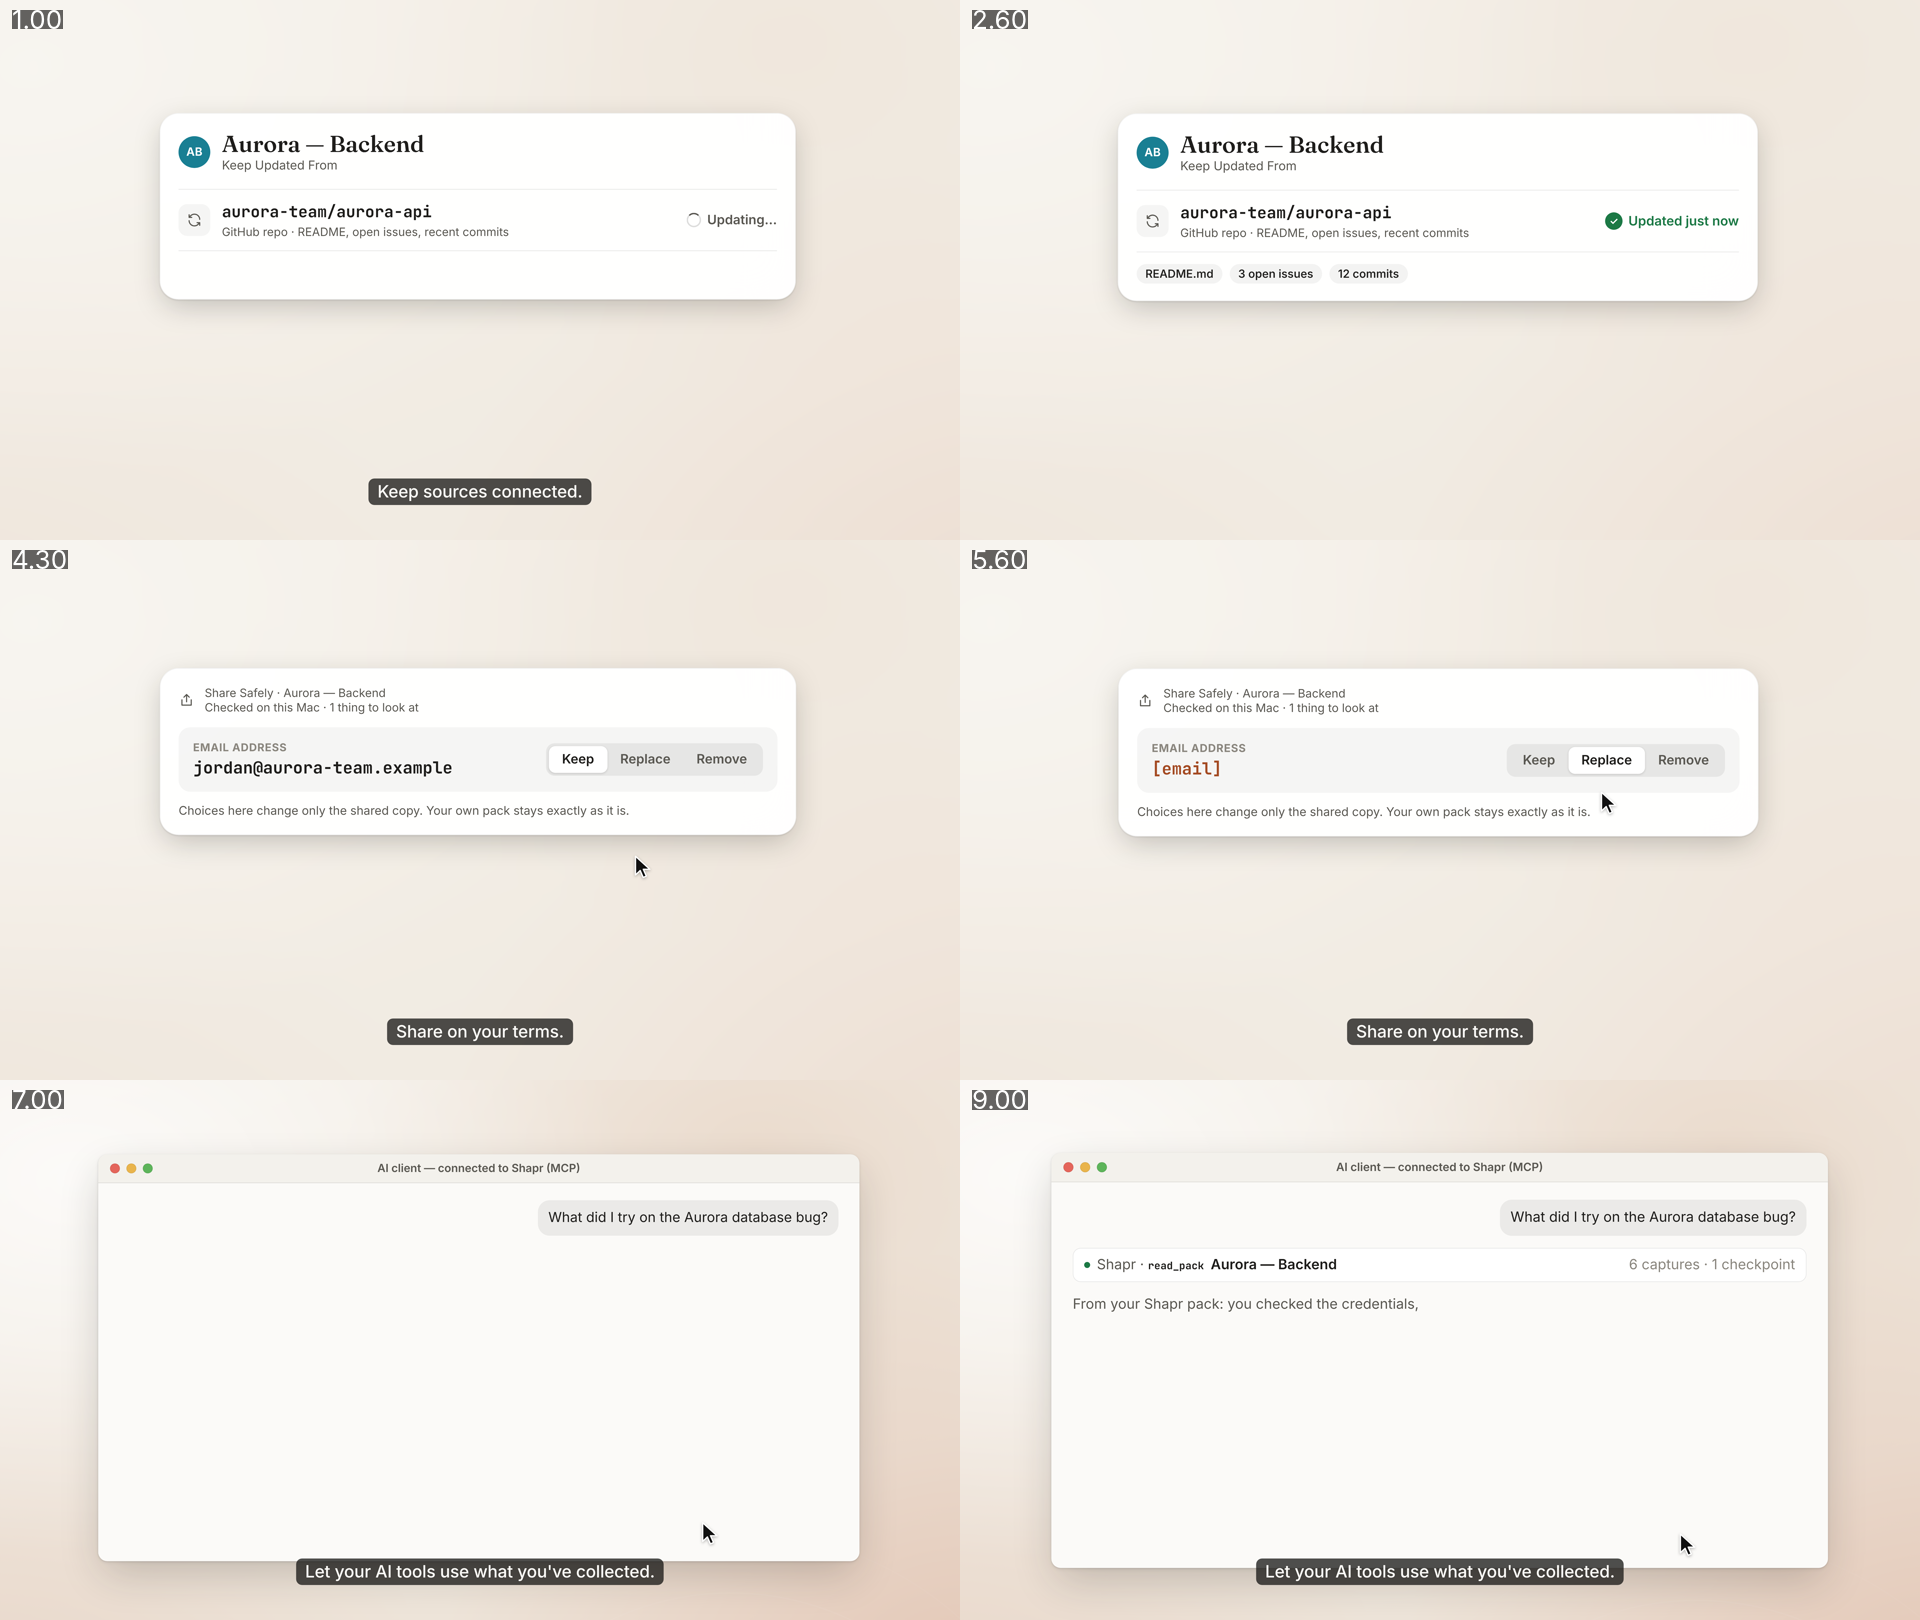 1.00
AB
Aurora — Backend
Keep Updated From
aurora-team/aurora-api
GitHub repo · README, open issues, recent commits
Updating...
Keep sources connected.
2.60
AB
Aurora — Backend
Keep Updated From
aurora-team/aurora-api
GitHub repo · README, open issues, recent commits
Updated just now
README.md
3 open issues
12 commits
4.30
Share Safely · Aurora — Backend
Checked on this Mac · 1 thing to look at
EMAIL ADDRESS
jordan@aurora-team.example
Keep
Replace
Remove
Choices here change only the shared copy. Your own pack stays exactly as it is.
Share on your terms.
5.60
Share Safely · Aurora — Backend
Checked on this Mac · 1 thing to look at
EMAIL ADDRESS
[email]
Keep
Replace
Remove
Choices here change only the shared copy. Your own pack stays exactly as it is.
Share on your terms.
7.00
AI client — connected to Shapr (MCP)
What did I try on the Aurora database bug?
Let your AI tools use what you've collected.
9.00
AI client — connected to Shapr (MCP)
What did I try on the Aurora database bug?
Shapr · read_pack Aurora — Backend
6 captures · 1 checkpoint
From your Shapr pack: you checked the credentials,
Let your AI tools use what you've collected.